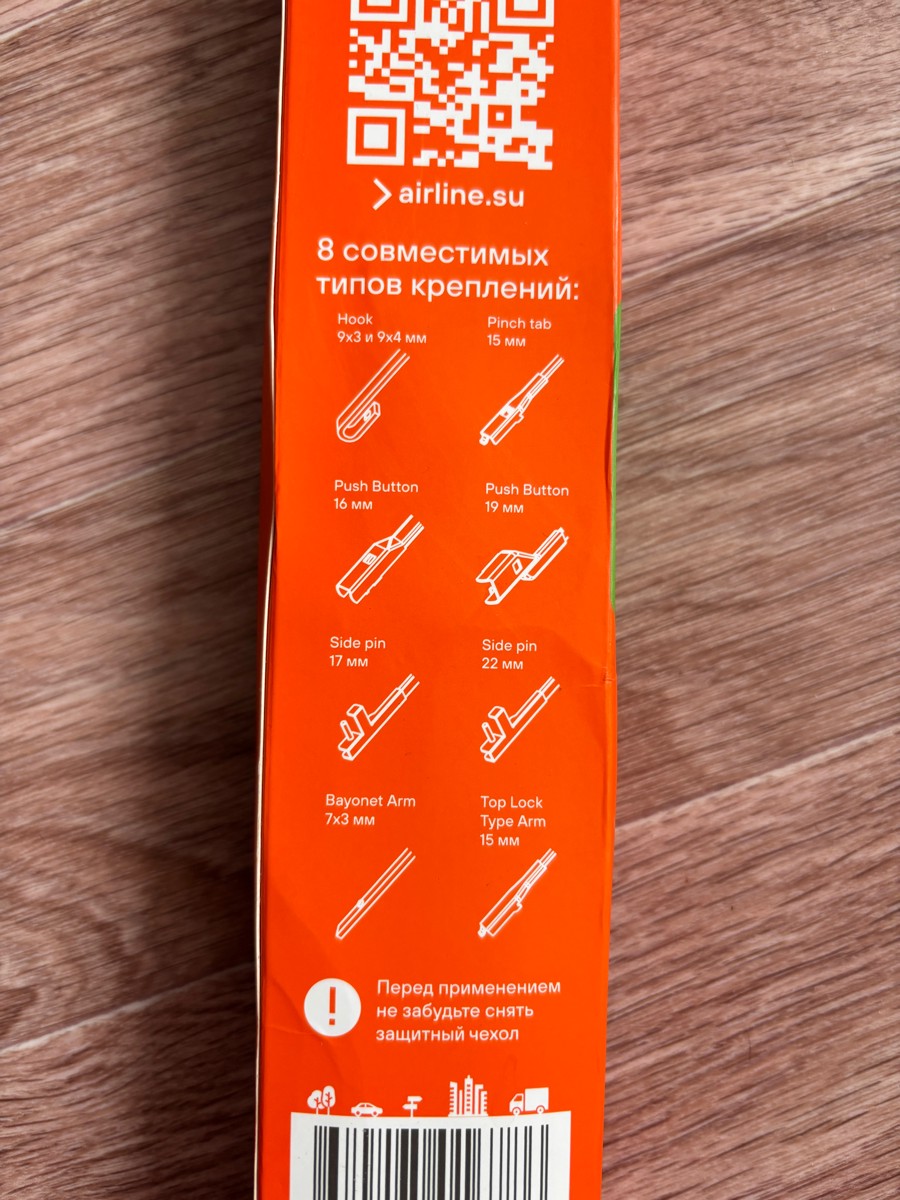 airline.su
8 совместимых
типов креплений:
Hook
9x3 и 9x4 мм
Pinch tab
15 мм
Push Button
16 мм
Push Button
19 мм
Side pin
17 мм
Side pin
22 мм
Bayonet Arm
7x3 мм
Top Lock
Type Arm
15 мм
Перед применением
не забудьте снять
защитный чехол